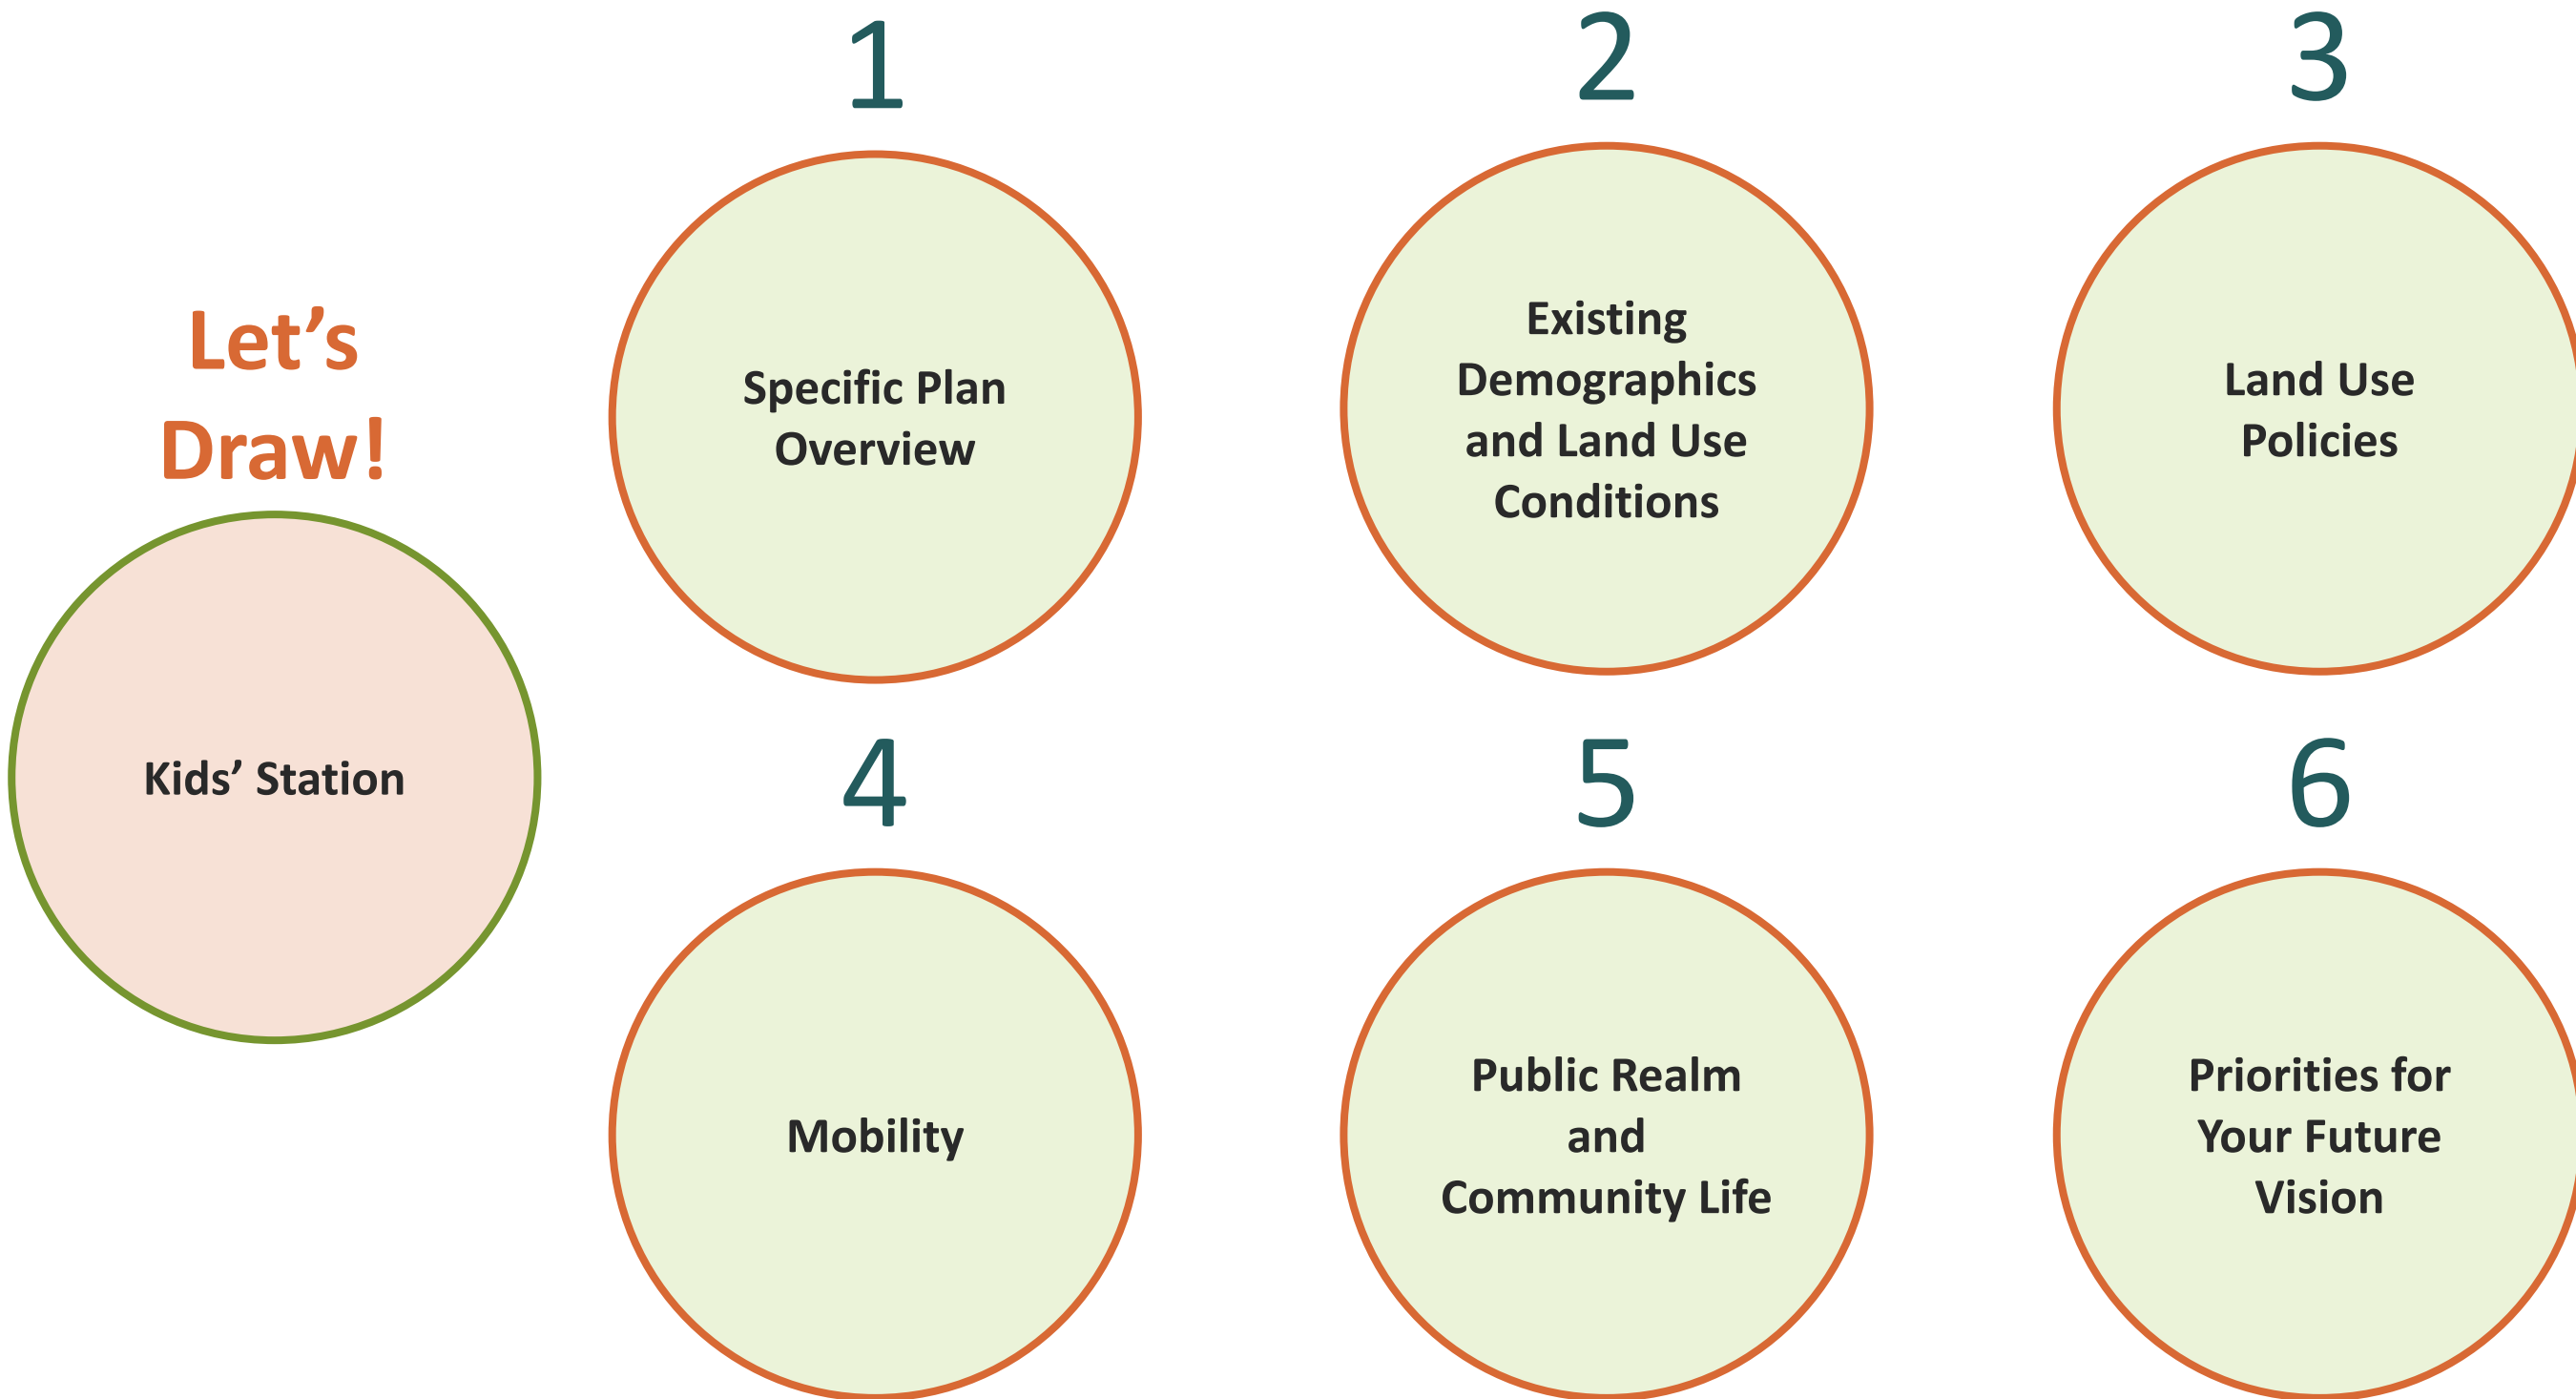 Let’s
Draw!
Kids’ Station
1
Specific Plan
Overview
2
Existing
Demographics
and Land Use
Conditions
3
Land Use
Policies
4
Mobility
5
Public Realm
and
Community Life
6
Priorities for
Your Future
Vision